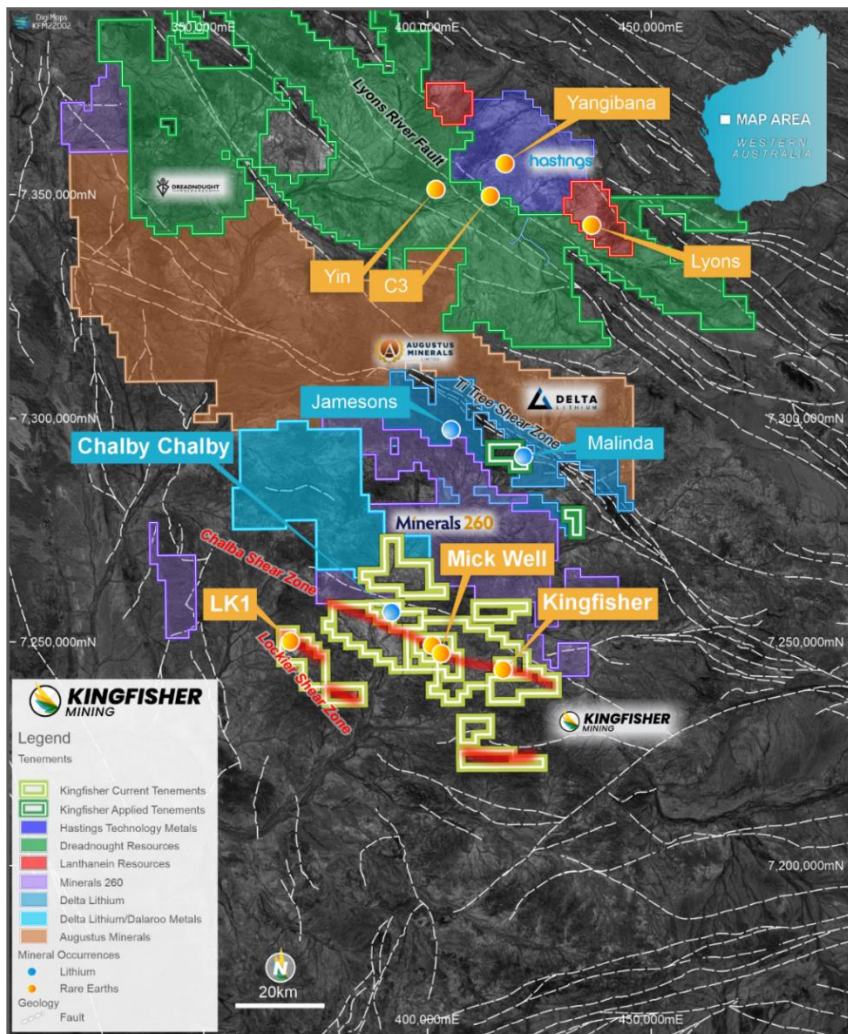 DigiMaps
KFM22002
350,000mE
400,000mE
450,000mE
Lyons River Fault
Yangibana
hastings
MAP AREA
WESTERN
AUSTRALIA
DREADNOUGHT
7,350,000mN
Yin
C3
Lyons
AUGUSTUS
MINERALS
LIMITED
Ti Tree Shear Zone
DELTA
LITHIUM
7,300,000mN
7,300,000mN
Jamesons
Malinda
Chalby Chalby
Minerals 260
Chalba Shear Zone
Mick Well
Kingfisher
LK1
7,250,000mN
7,250,000mN
Lockier Shear Zone
KINGFISHER
MINING
KINGFISHER
MINING
Legend
Tenements
Kingfisher Current Tenements
Kingfisher Applied Tenements
Hastings Technology Metals
Dreadnought Resources
Lanthanein Resources
Minerals 260
Delta Lithium
Delta Lithium/Dalaroo Metals
Augustus Minerals
Mineral Occurrences
Lithium
Rare Earths
Geology
Fault
7,200,000mN
N
20km
400,000mE
450,000mE